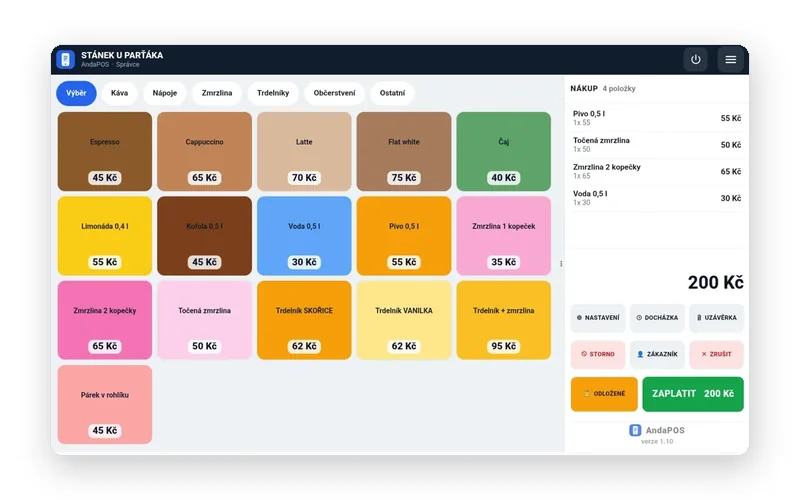 STÁNEK U PARŤÁKA
AndaPOS · Správce
Výběr
Káva
Nápoje
Zmrzlina
Trdelníky
Občerstvení
Ostatní
Espresso
45 Kč
Cappuccino
65 Kč
Latte
70 Kč
Flat white
75 Kč
Čaj
40 Kč
Limonáda 0,4 l
55 Kč
Kofola 0,5 l
45 Kč
Voda 0,5 l
30 Kč
Pivo 0,5 l
55 Kč
Zmrzlina 1 kopeček
35 Kč
Zmrzlina 2 kopečky
65 Kč
Točená zmrzlina
50 Kč
Trdelník SKOŘICE
62 Kč
Trdelník VANILKA
62 Kč
Trdelník + zmrzlina
95 Kč
Párek v rohlíku
45 Kč
NÁKUP 4 položky
Pivo 0,5 l
1x 55
55 Kč
Točená zmrzlina
1x 50
50 Kč
Zmrzlina 2 kopečky
1x 65
65 Kč
Voda 0,5 l
1x 30
30 Kč
200 Kč
NASTAVENÍ
DOCHÁZKA
UZÁVĚRKA
STORNO
ZÁKAZNÍK
ZRUŠIT
ODLOŽENÉ
ZAPLATIT 200 Kč
AndaPOS
verze 1.10